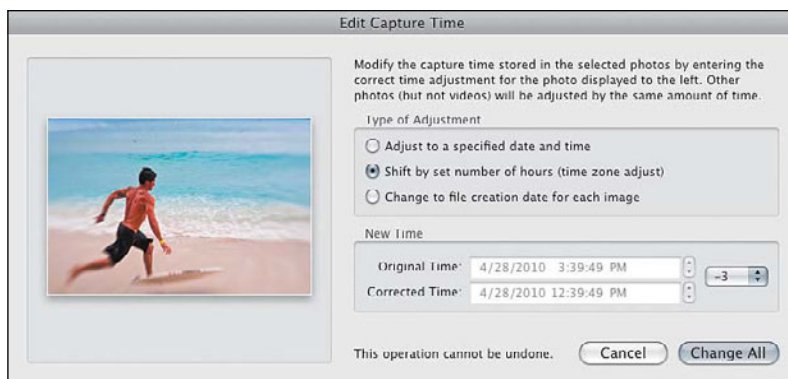 Edit Capture Time
Modify the capture time stored in the selected photos by entering the
correct time adjustment for the photo displayed to the left. Other
photos (but not videos) will be adjusted by the same amount of time.
Type of Adjustment
Adjust to a specified date and time
Shift by set number of hours (time zone adjust)
Change to file creation date for each image
New Time
Original Time: 4/28/2010 3:39:49 PM
-3
Corrected Time: 4/28/2010 12:39:49 PM
This operation cannot be undone. Cancel Change All